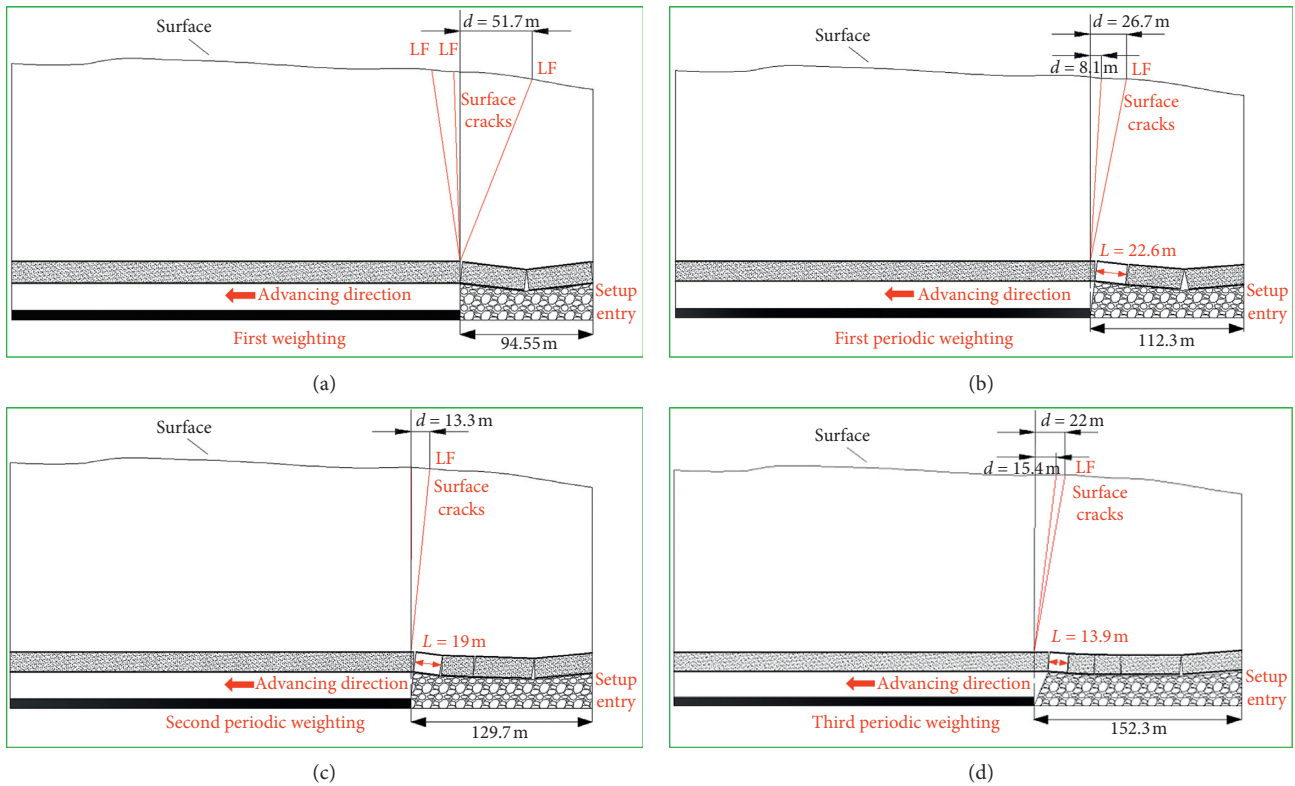 d = 51.7 m
Surface
LF LF
LF
Surface
cracks
Advancing direction
Setup
entry
First weighting
94.55 m
(a)
d = 26.7 m
Surface
d = 8.1 m
LF
Surface
cracks
L = 22.6 m
Advancing direction
Setup
entry
First periodic weighting
112.3 m
(b)
d = 13.3 m
Surface
LF
Surface
cracks
L = 19 m
Advancing direction
Setup
entry
Second periodic weighting
129.7 m
(c)
d = 22 m
Surface
d = 15.4 m
LF
Surface
cracks
L = 13.9 m
Advancing direction
Setup
entry
Third periodic weighting
152.3 m
(d)